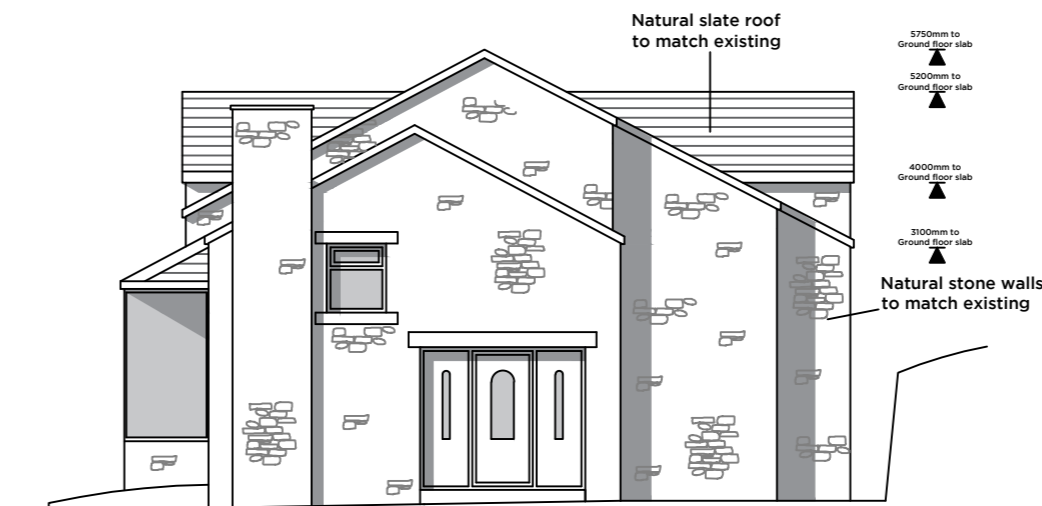 Natural slate roof
to match existing
5750mm to
Ground floor slab
5200mm to
Ground floor slab
4000mm to
Ground floor slab
3100mm to
Ground floor slab
Natural stone walls
to match existing